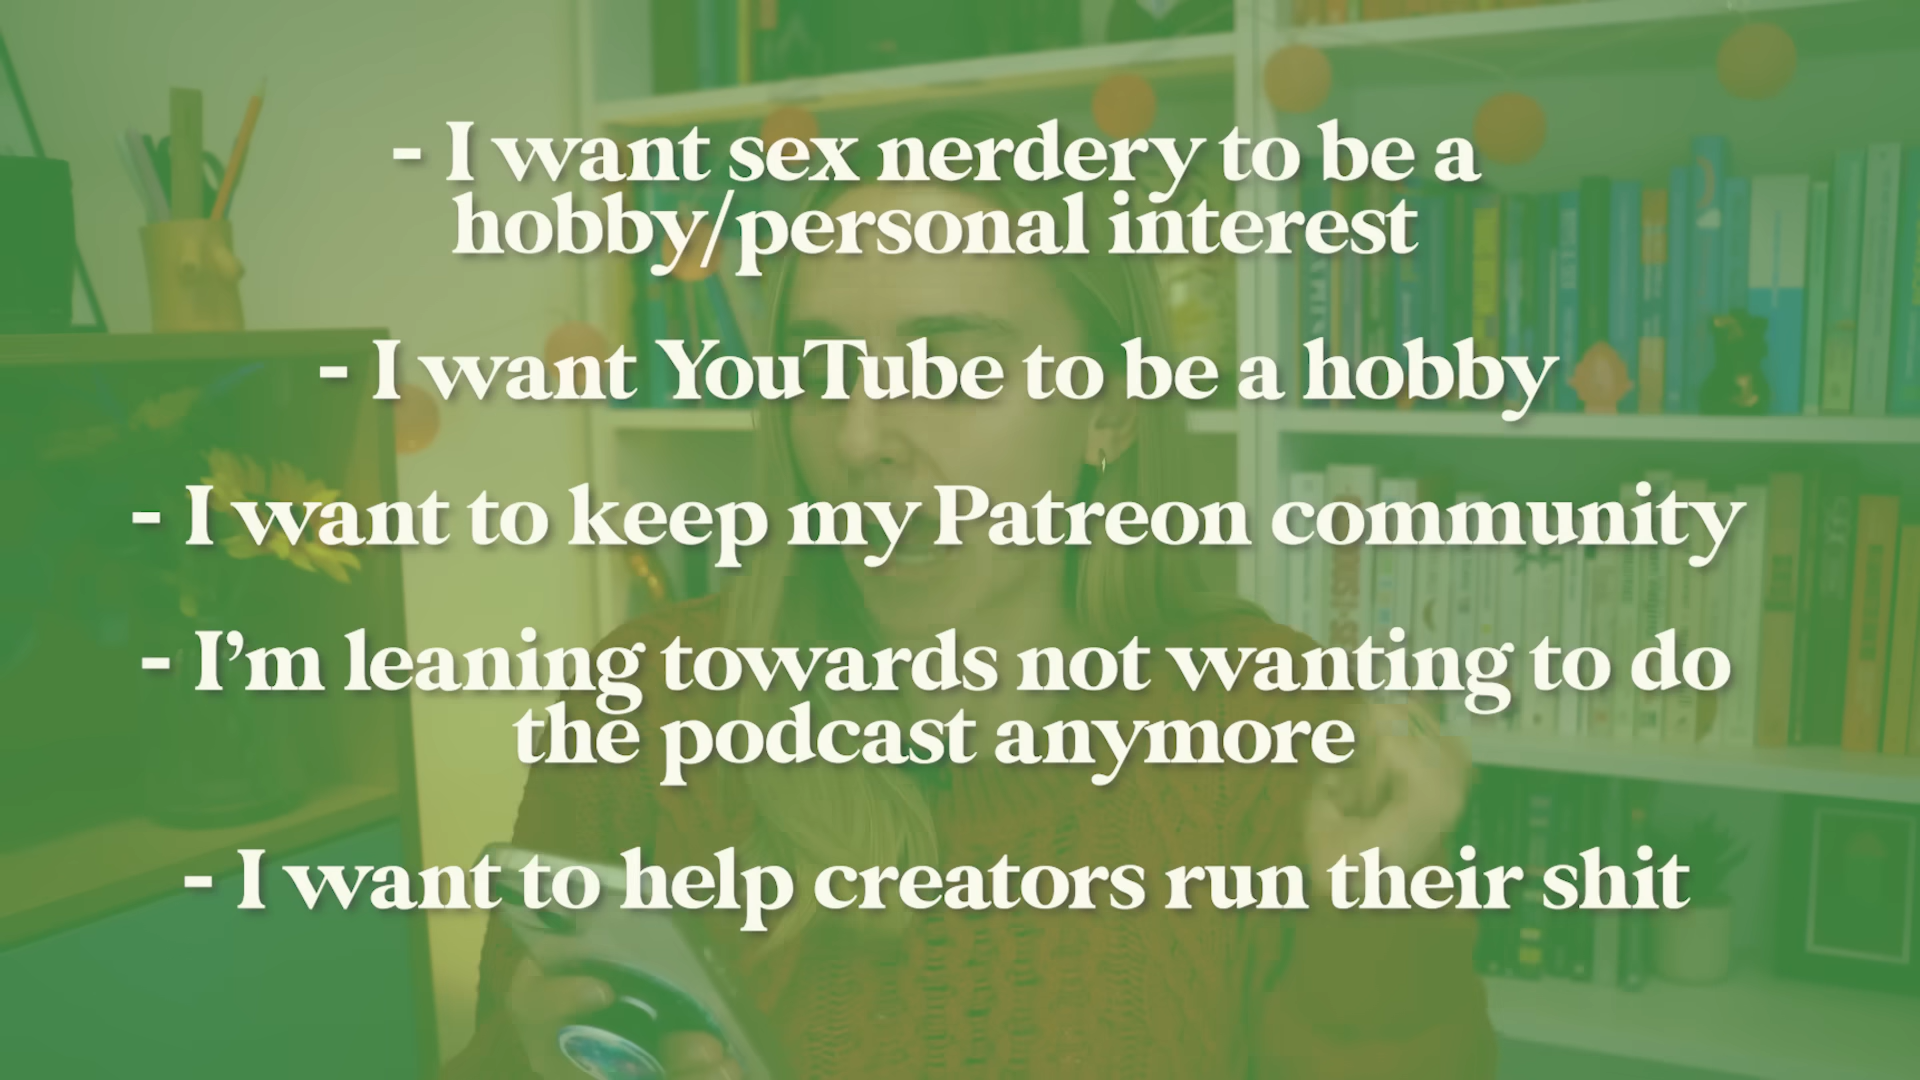 - I want sex nerdery to be a
hobby/personal interest
- I want YouTube to be a hobby
- I want to keep my Patreon community
- I'm leaning towards not wanting to do
the podcast anymore
- I want to help creators run their shit